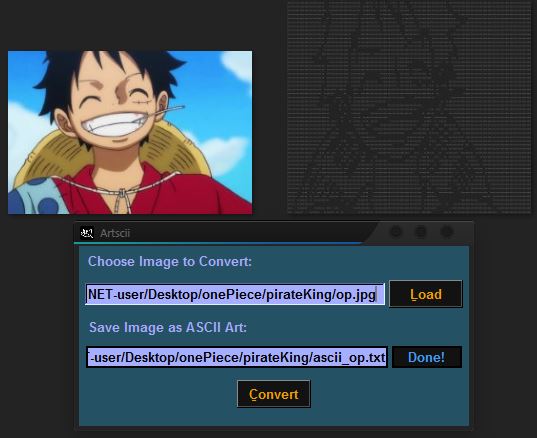 Artscii
Choose Image to Convert:
NET-user/Desktop/onePiece/pirateKing/op.jpg
Load
Save Image as ASCII Art:
-user/Desktop/onePiece/pirateKing/ascii_op.txt
Done!
Convert